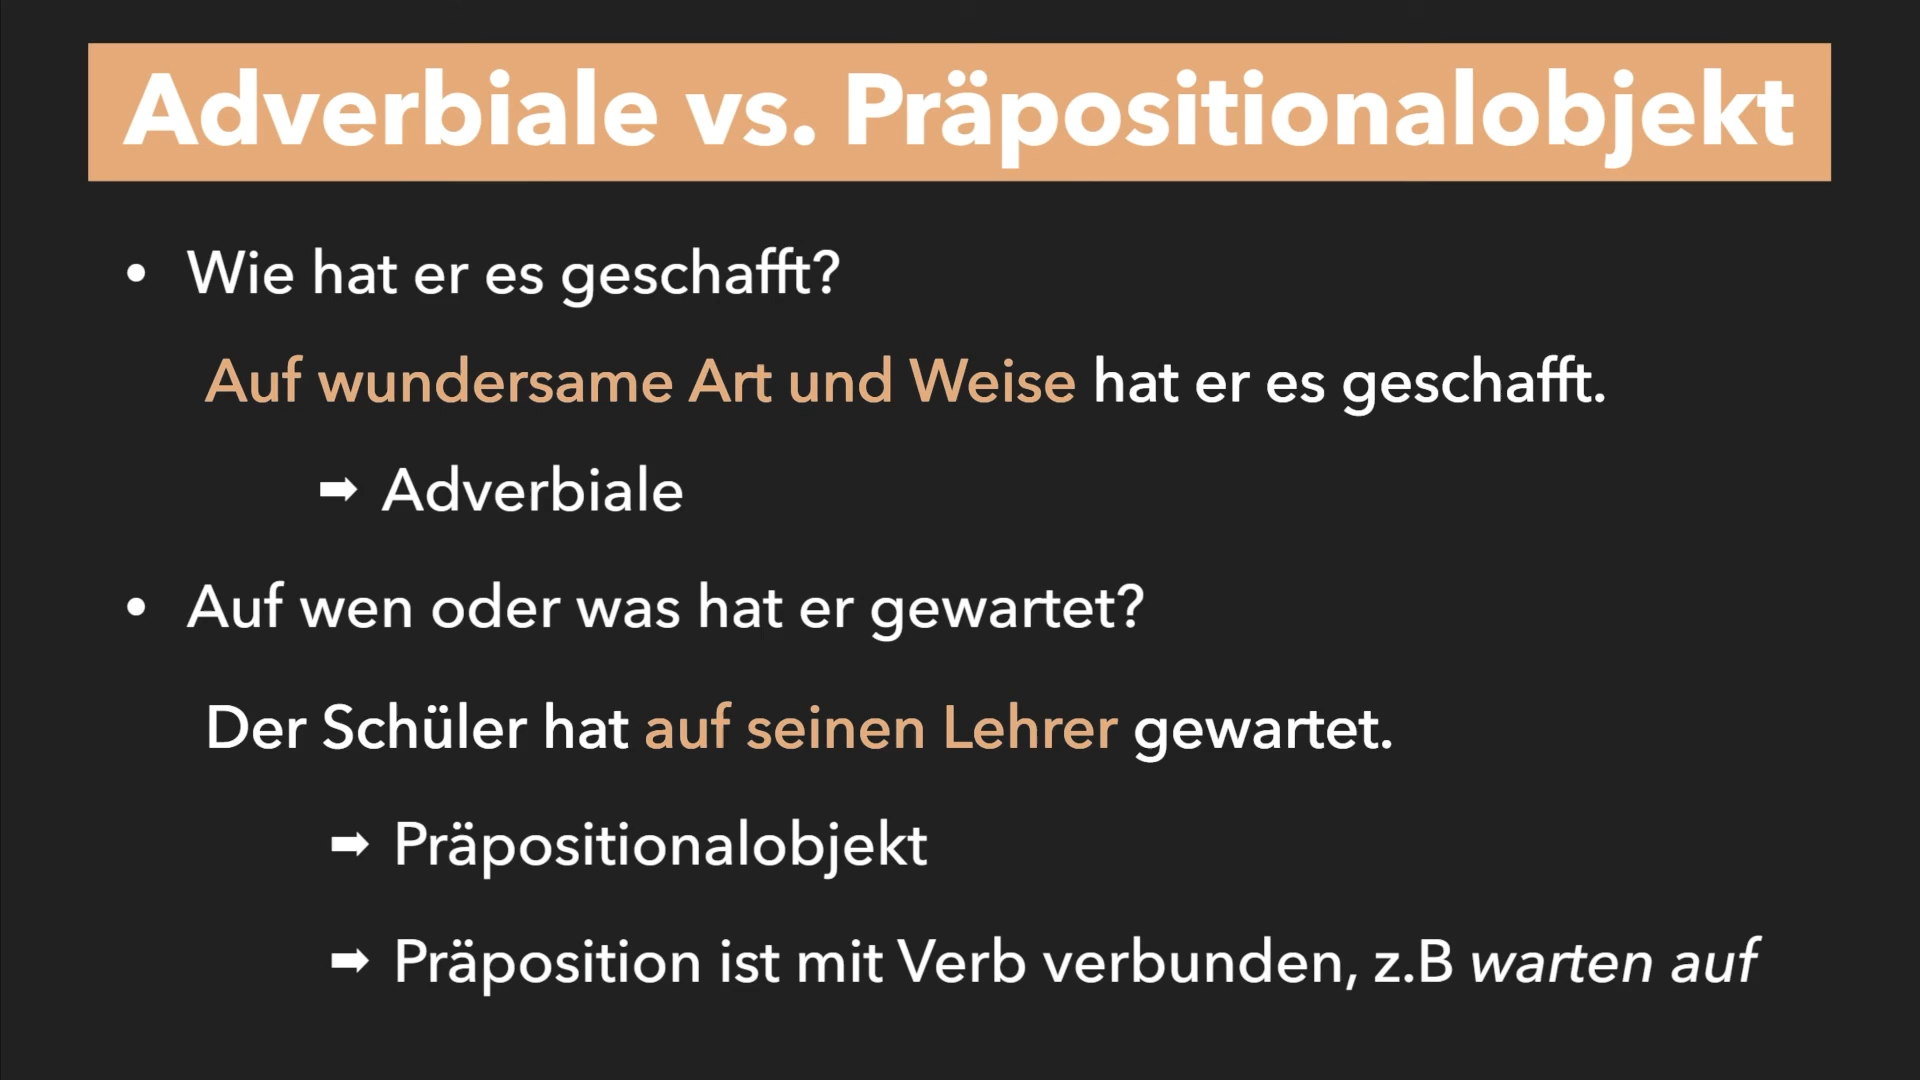 Adverbiale vs. Präpositionalobjekt
• Wie hat er es geschafft?
Auf wundersame Art und Weise hat er es geschafft.
➡ Adverbiale
• Auf wen oder was hat er gewartet?
Der Schüler hat auf seinen Lehrer gewartet.
➡ Präpositionalobjekt
➡ Präposition ist mit Verb verbunden, z.B warten auf